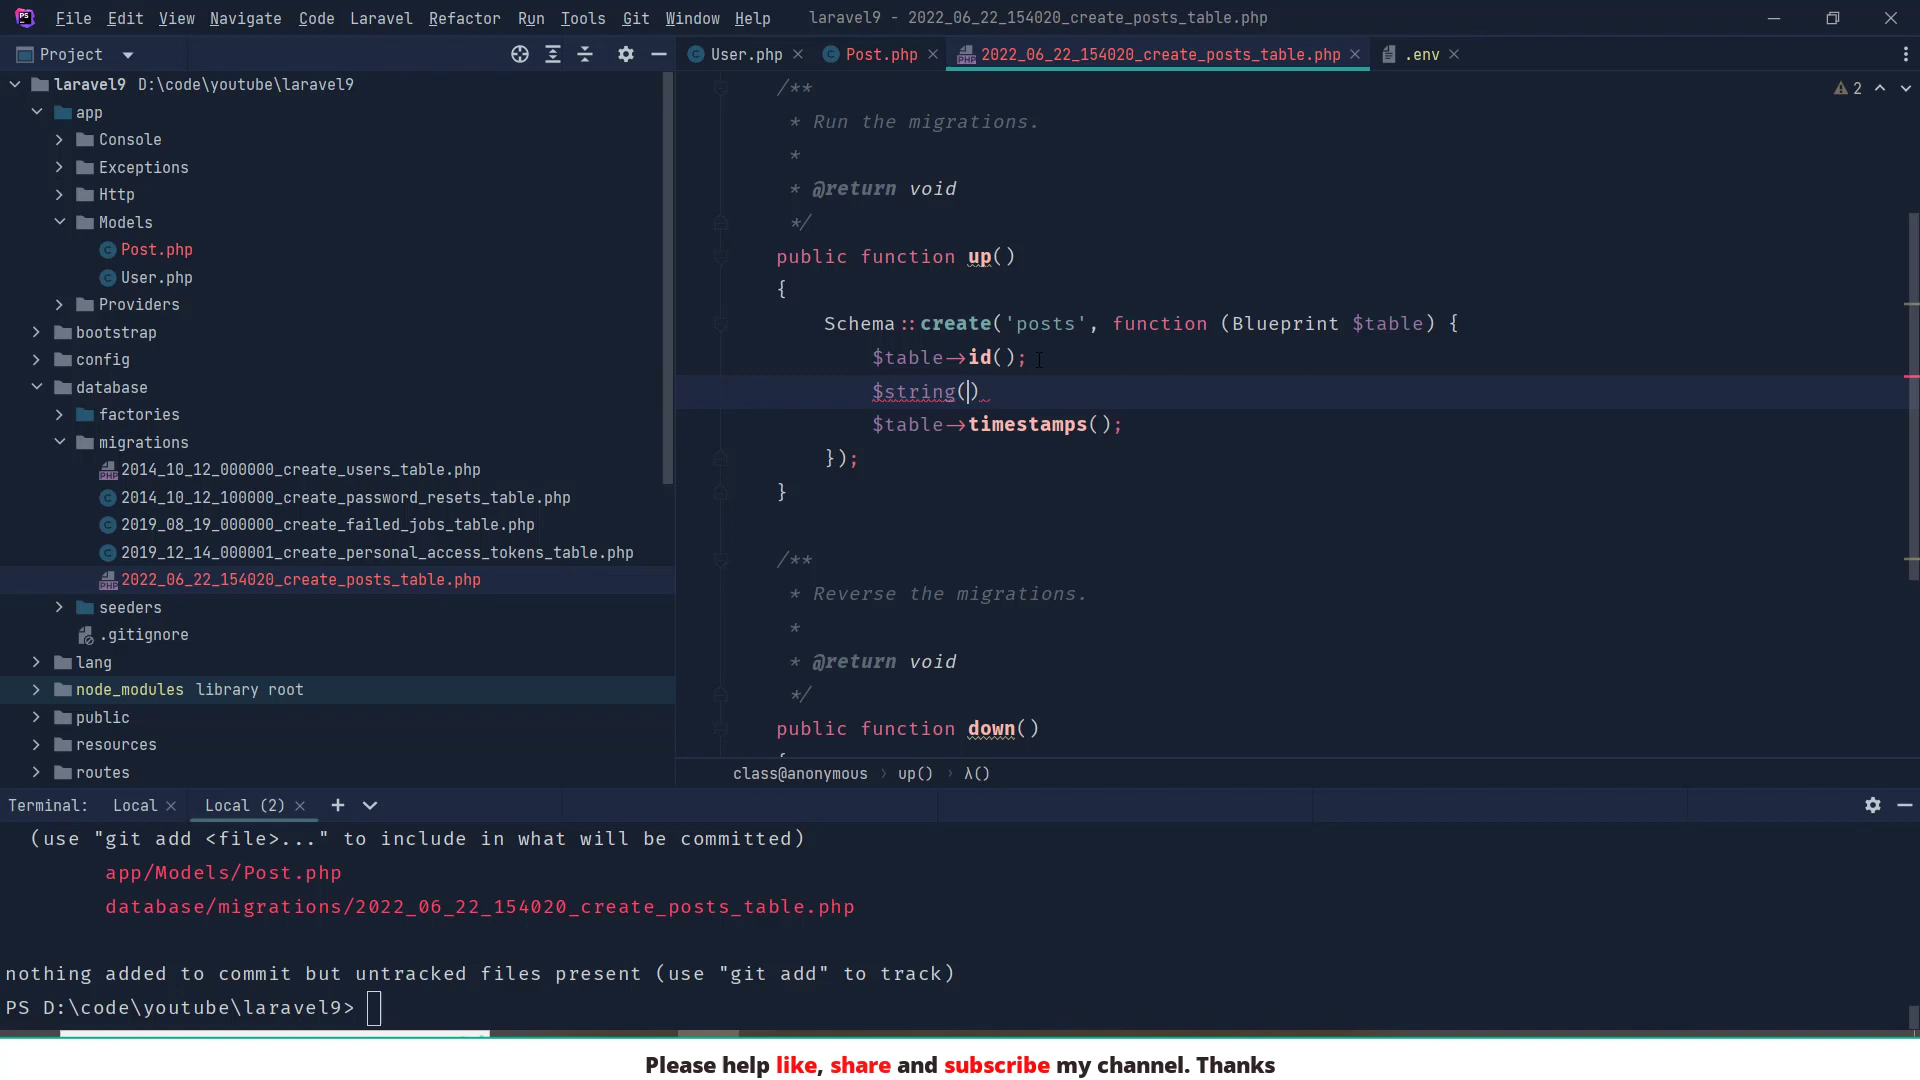 File Edit View Navigate Code Laravel Refactor Run Tools Git Window Help laravel9 - 2022_06_22_154020_create_posts_table.php
Project
User.php
Post.php
2022_06_22_154020_create_posts_table.php
.env
laravel9 D:\code\youtube\laravel9
app
Console
Exceptions
Http
Models
Post.php
User.php
Providers
bootstrap
config
database
factories
migrations
2014_10_12_000000_create_users_table.php
2014_10_12_100000_create_password_resets_table.php
2019_08_19_000000_create_failed_jobs_table.php
2019_12_14_000001_create_personal_access_tokens_table.php
2022_06_22_154020_create_posts_table.php
seeders
.gitignore
lang
node_modules library root
public
resources
routes
2
/**
* Run the migrations.
*
* @return void
*/
public function up()
{
Schema::create('posts', function (Blueprint $table) {
$table->id();
$string()
$table->timestamps();
});
}
/**
* Reverse the migrations.
*
* @return void
*/
public function down()
{
class@anonymous › up() › λ()
Terminal: Local Local (2)
(use "git add <file>..." to include in what will be committed)
app/Models/Post.php
database/migrations/2022_06_22_154020_create_posts_table.php
nothing added to commit but untracked files present (use "git add" to track)
PS D:\code\youtube\laravel9>
Please help like, share and subscribe my channel. Thanks